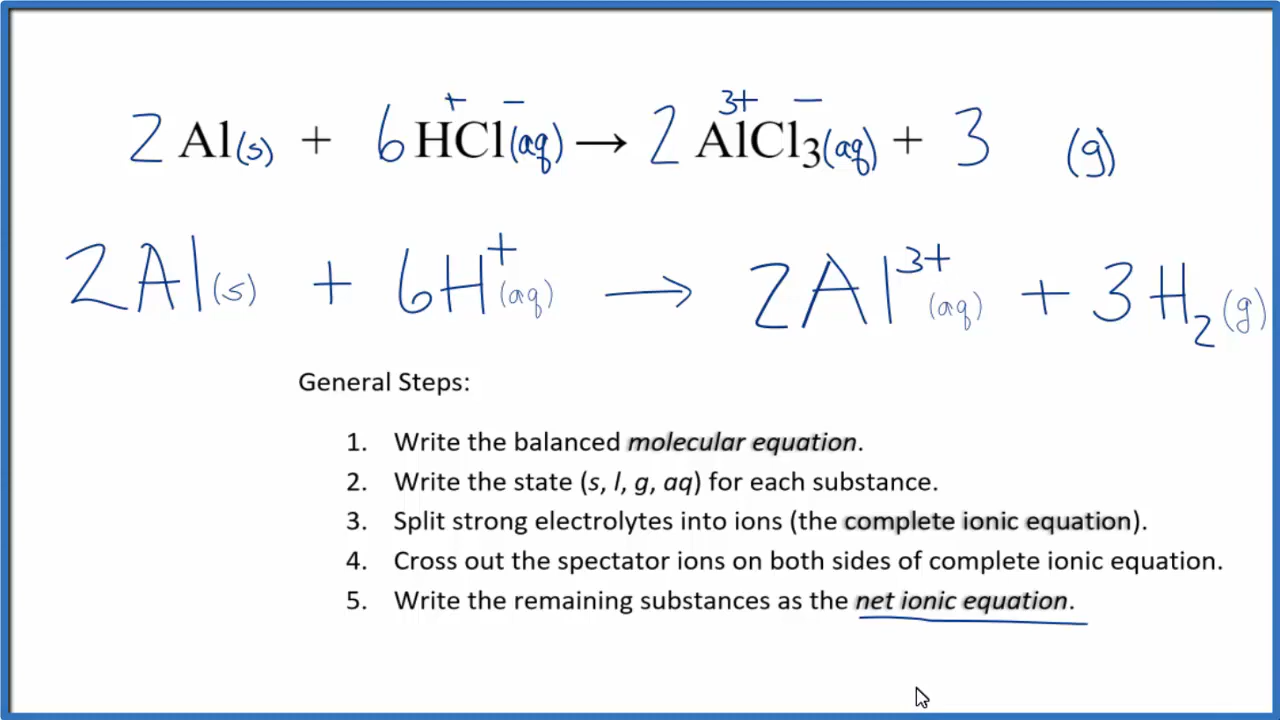 2 Al(s) + 6 HCl(aq) → 2 AlCl₃(aq) + 3 (g)
+ − 3+ −
2Al(s) + 6H⁺(aq) → 2Al³⁺(aq) + 3H₂(g)
General Steps:
1. Write the balanced molecular equation.
2. Write the state (s, l, g, aq) for each substance.
3. Split strong electrolytes into ions (the complete ionic equation).
4. Cross out the spectator ions on both sides of complete ionic equation.
5. Write the remaining substances as the net ionic equation.